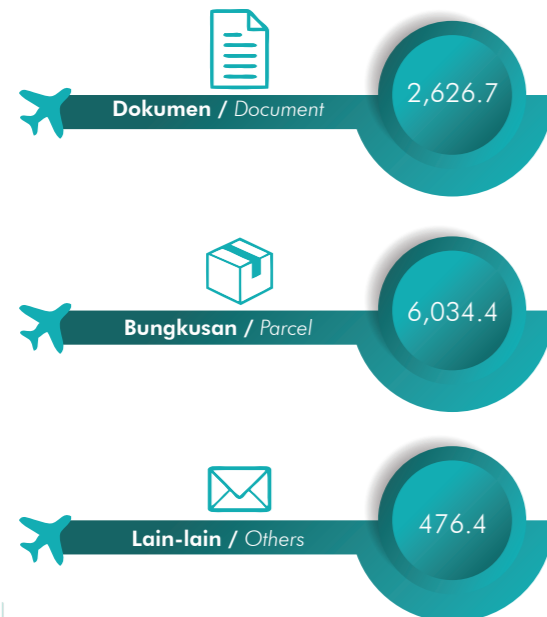 2,626.7
Dokumen / Document
6,034.4
Bungkusan / Parcel
476.4
Lain-lain / Others